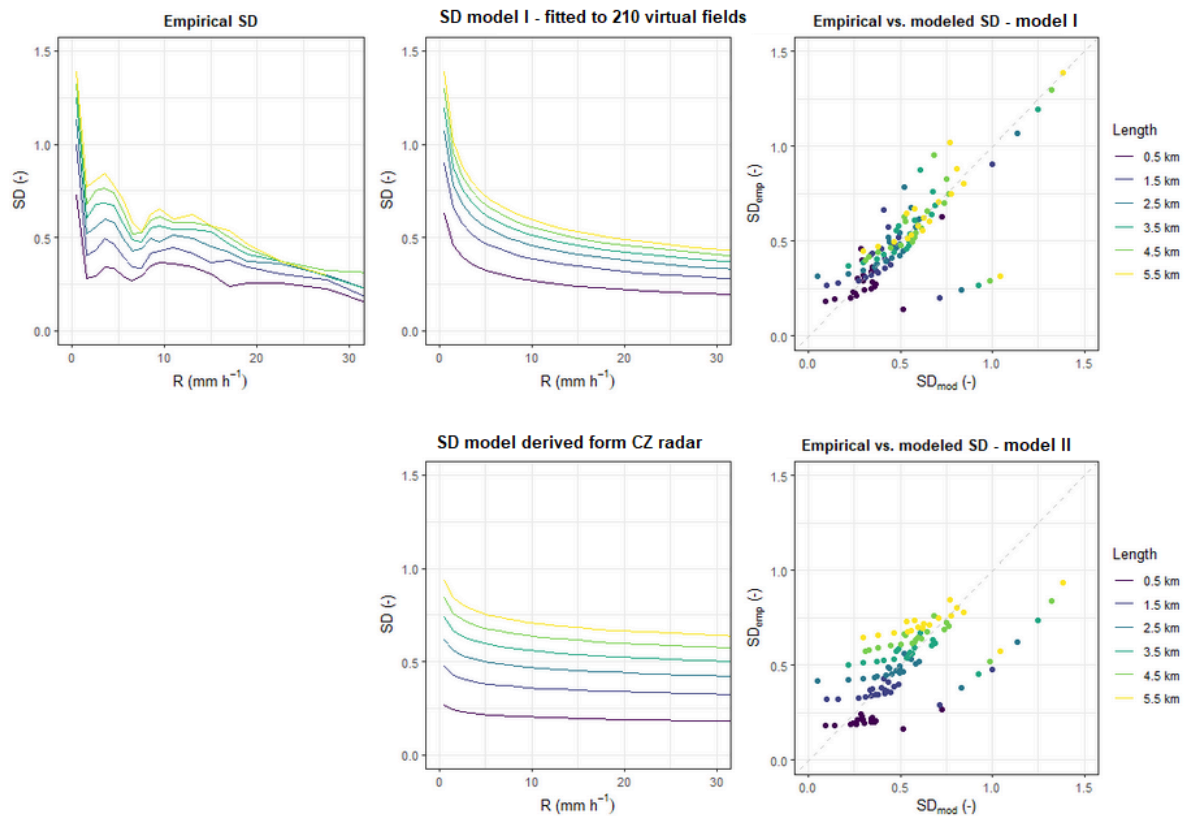 Empirical SD
SD model I - fitted to 210 virtual fields
Empirical vs. modeled SD - model I
1.5
1.0
0.5
0.0
SD (-)
0
10
20
30
R (mm h⁻¹)
1.5
1.0
0.5
0.0
SD (-)
0
10
20
30
R (mm h⁻¹)
1.5
1.0
0.5
0.0
SDemp (-)
0.0
0.5
1.0
1.5
SDmod (-)
Length
0.5 km
1.5 km
2.5 km
3.5 km
4.5 km
5.5 km
SD model derived form CZ radar
Empirical vs. modeled SD - model II
1.5
1.0
0.5
0.0
SD (-)
0
10
20
30
R (mm h⁻¹)
1.5
1.0
0.5
0.0
SDemp (-)
0.0
0.5
1.0
1.5
SDmod (-)
Length
0.5 km
1.5 km
2.5 km
3.5 km
4.5 km
5.5 km